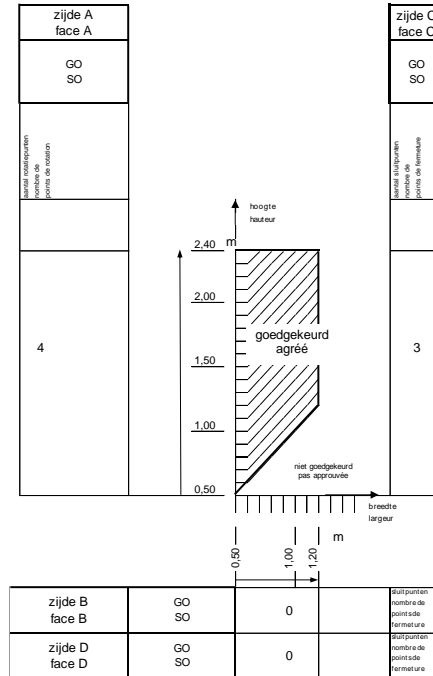 zijde A
face A
GO
SO
aantal rotatiepunten
nombre de
points de rotation
4
zijde C
face C
GO
SO
aantal sluitpunten
nombre de
points de fermeture
3
hoogte
hauteur
m
2,40
2,00
1,50
1,00
0,50
goedgekeurd
agréé
niet goedgekeurd
pas approuvée
breedte
largeur
m
0,50
1,00
1,20
zijde B
face B
GO
SO
0
sluitpunten
nombre de
points de
fermeture
zijde D
face D
GO
SO
0
sluitpunten
nombre de
points de
fermeture